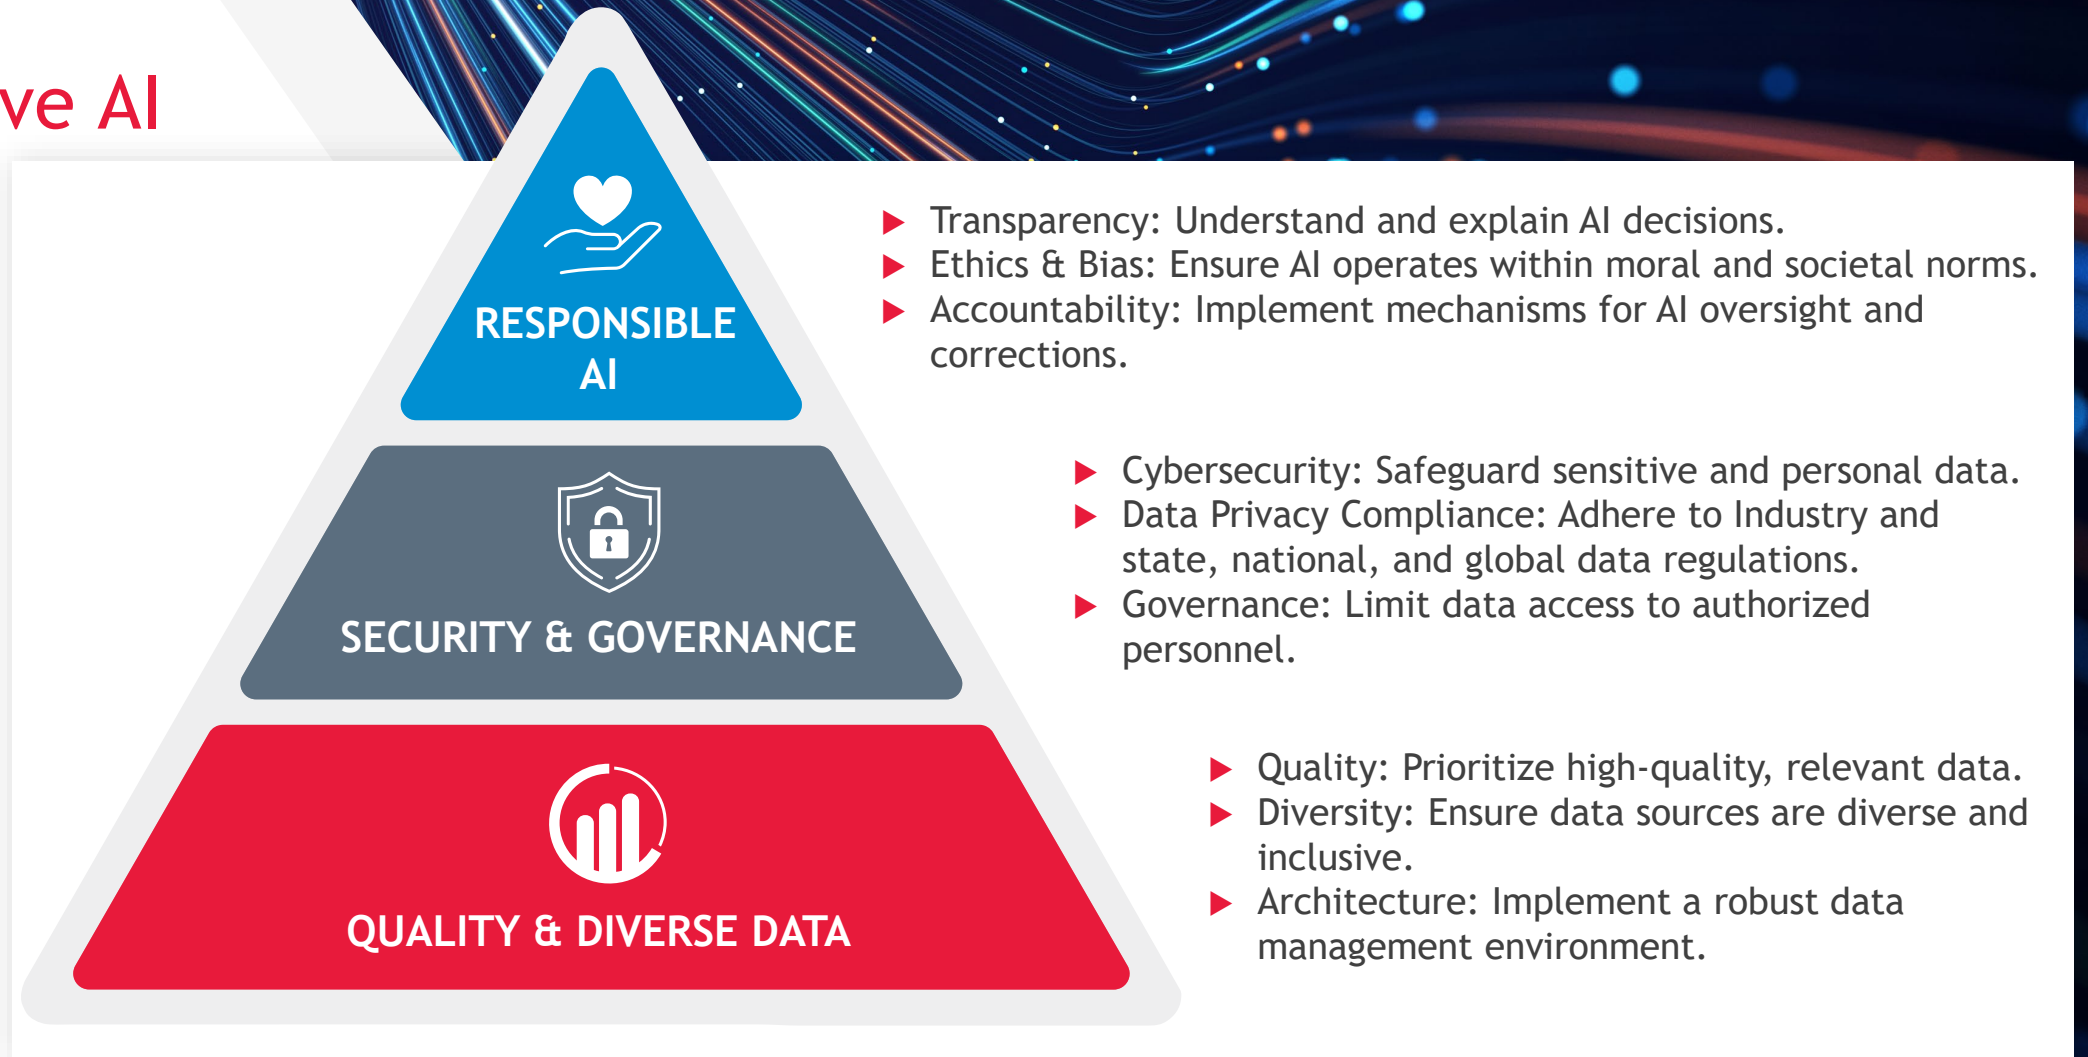 ve AI
RESPONSIBLE
AI
▶ Transparency: Understand and explain AI decisions.
▶ Ethics & Bias: Ensure AI operates within moral and societal norms.
▶ Accountability: Implement mechanisms for AI oversight and
corrections.
SECURITY & GOVERNANCE
▶ Cybersecurity: Safeguard sensitive and personal data.
▶ Data Privacy Compliance: Adhere to Industry and
state, national, and global data regulations.
▶ Governance: Limit data access to authorized
personnel.
QUALITY & DIVERSE DATA
▶ Quality: Prioritize high-quality, relevant data.
▶ Diversity: Ensure data sources are diverse and
inclusive.
▶ Architecture: Implement a robust data
management environment.